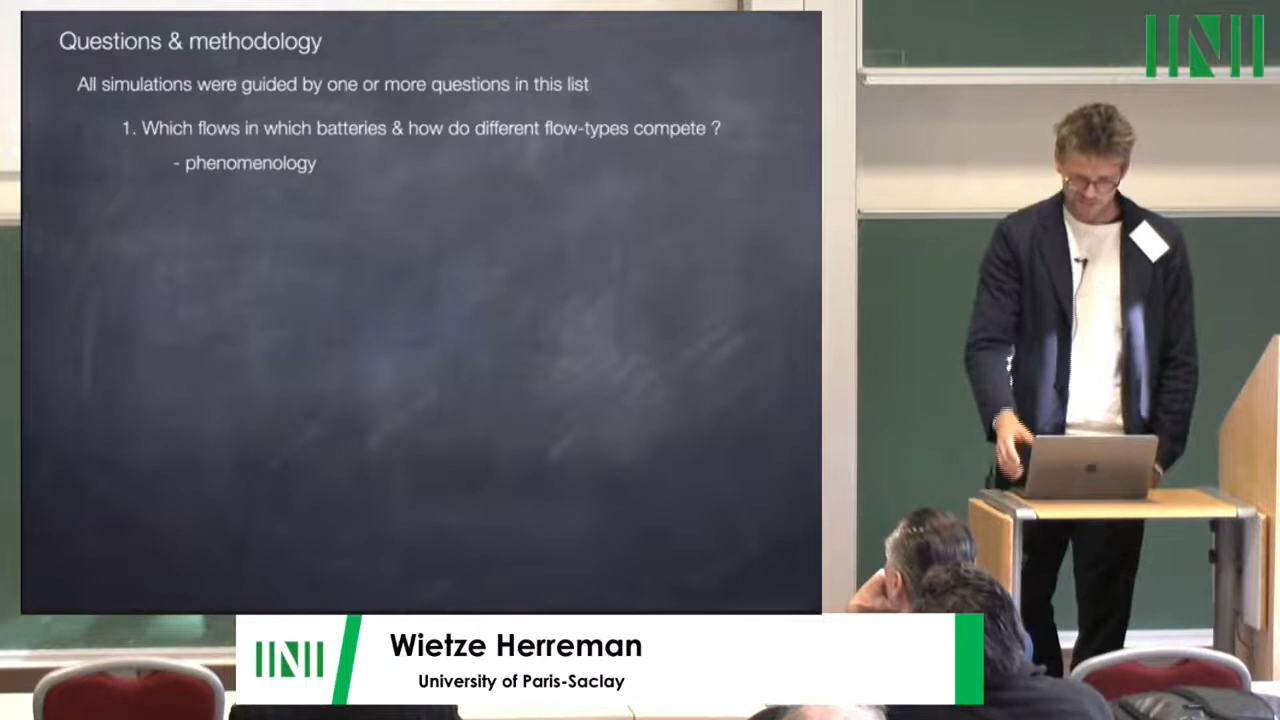 Questions & methodology
All simulations were guided by one or more questions in this list
1. Which flows in which batteries & how do different flow-types compete ?
- phenomenology
Wietze Herreman
University of Paris-Saclay